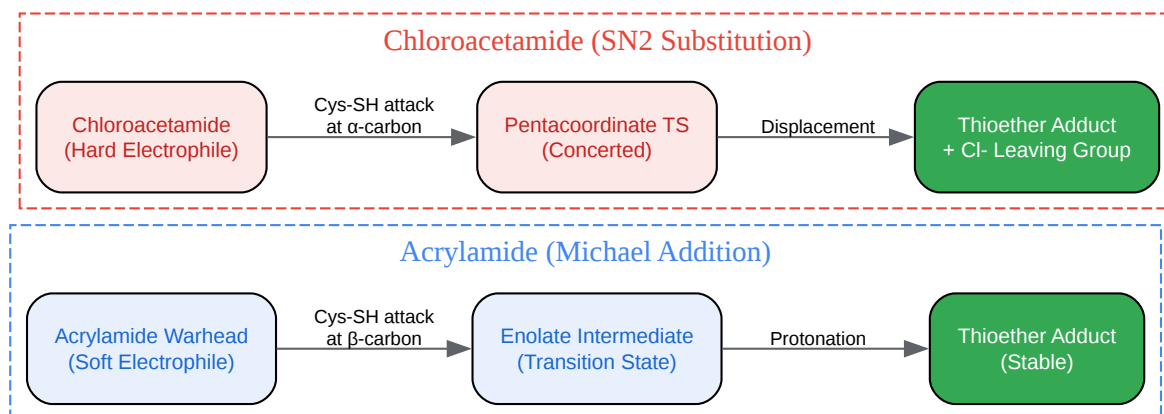 Chloroacetamide (SN2 Substitution)
Chloroacetamide
(Hard Electrophile)
Cys-SH attack
at α-carbon
Pentacoordinate TS
(Concerted)
Displacement
Thioether Adduct
+ Cl- Leaving Group
Acrylamide (Michael Addition)
Acrylamide Warhead
(Soft Electrophile)
Cys-SH attack
at β-carbon
Enolate Intermediate
(Transition State)
Protonation
Thioether Adduct
(Stable)